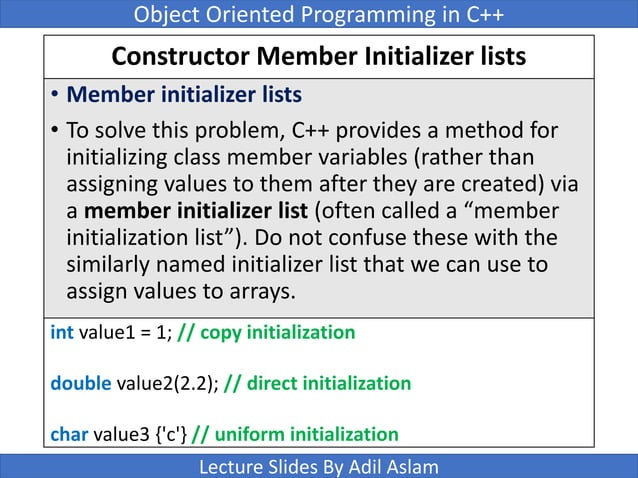 Object Oriented Programming in C++
Constructor Member Initializer lists
• Member initializer lists
• To solve this problem, C++ provides a method for
initializing class member variables (rather than
assigning values to them after they are created) via
a member initializer list (often called a “member
initialization list”). Do not confuse these with the
similarly named initializer list that we can use to
assign values to arrays.
int value1 = 1; // copy initialization
double value2(2.2); // direct initialization
char value3 {'c'} // uniform initialization
Lecture Slides By Adil Aslam